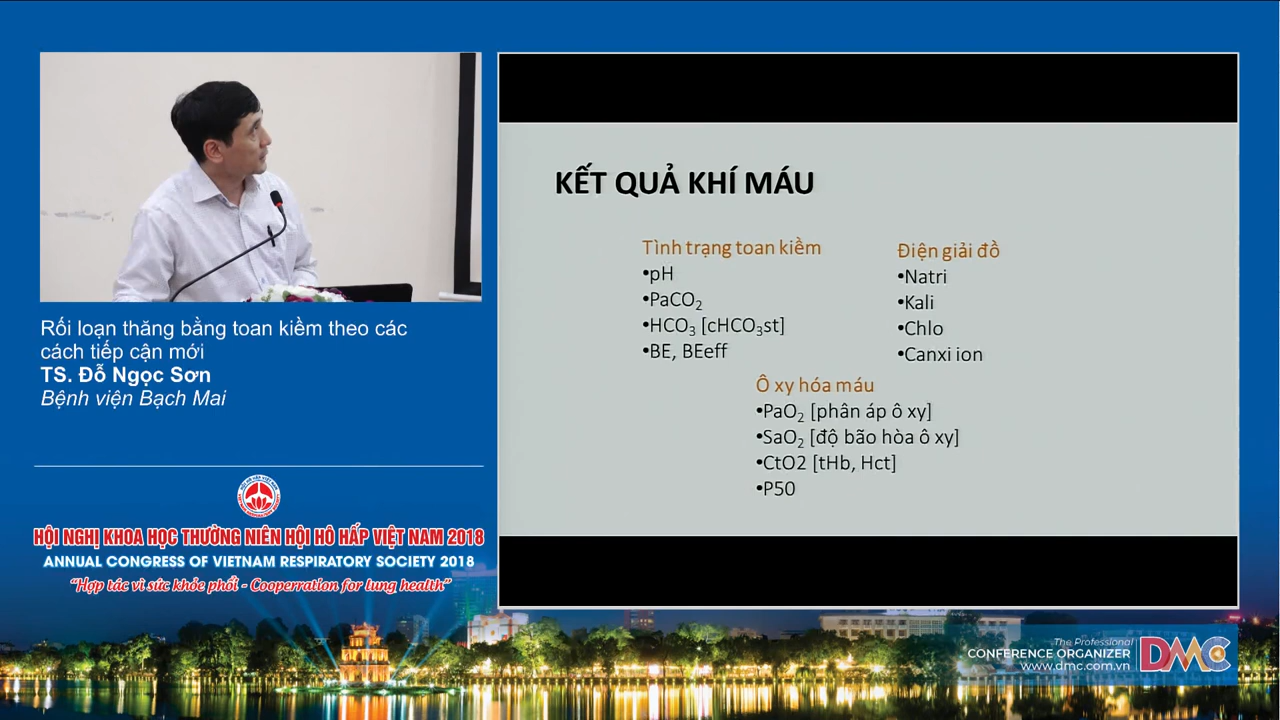 KẾT QUẢ KHÍ MÁU
Tình trạng toan kiềm
•pH
•PaCO₂
•HCO₃ [cHCO₃st]
•BE, BEeff
Điện giải đồ
•Natri
•Kali
•Chlo
•Canxi ion
Ô xy hóa máu
•PaO₂ [phân áp ô xy]
•SaO₂ [độ bão hòa ô xy]
•CtO2 [tHb, Hct]
•P50
Rối loạn thăng bằng toan kiềm theo các
cách tiếp cận mới
TS. Đỗ Ngọc Sơn
Bệnh viện Bạch Mai
HỘI NGHỊ KHOA HỌC THƯỜNG NIÊN HỘI HÔ HẤP VIỆT NAM 2018
ANNUAL CONGRESS OF VIETNAM RESPIRATORY SOCIETY 2018
“Hợp tác vì sức khỏe phổi - Cooperration for lung health”
The Professional
CONFERENCE ORGANIZER
www.dmc.com.vn
DMC